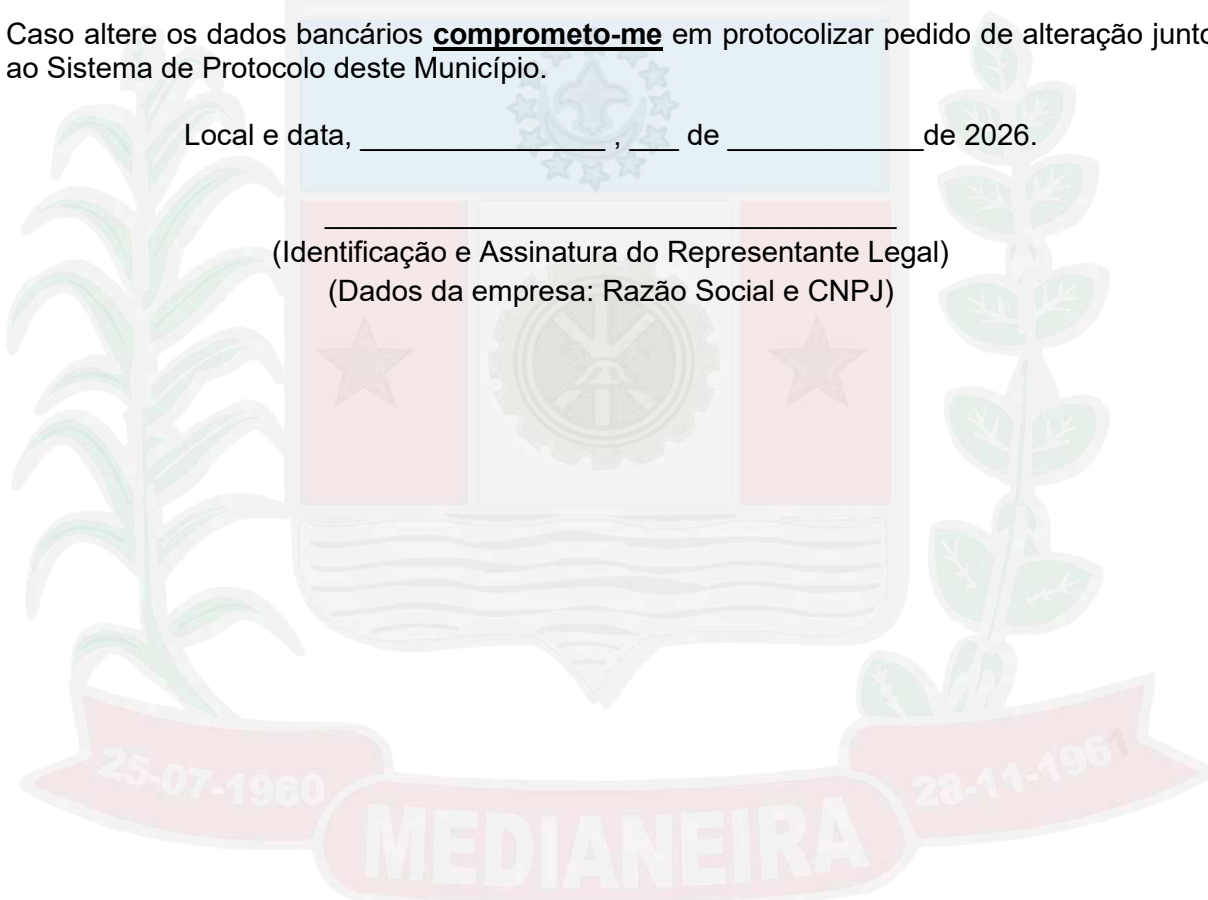 Caso altere os dados bancários comprometo-me em protocolizar pedido de alteração junto
ao Sistema de Protocolo deste Município.
Local e data, _______________ , ___ de ____________de 2026.
___________________________________
(Identificação e Assinatura do Representante Legal)
(Dados da empresa: Razão Social e CNPJ)
25-07-1960
28-11-1961
MEDIANEIRA